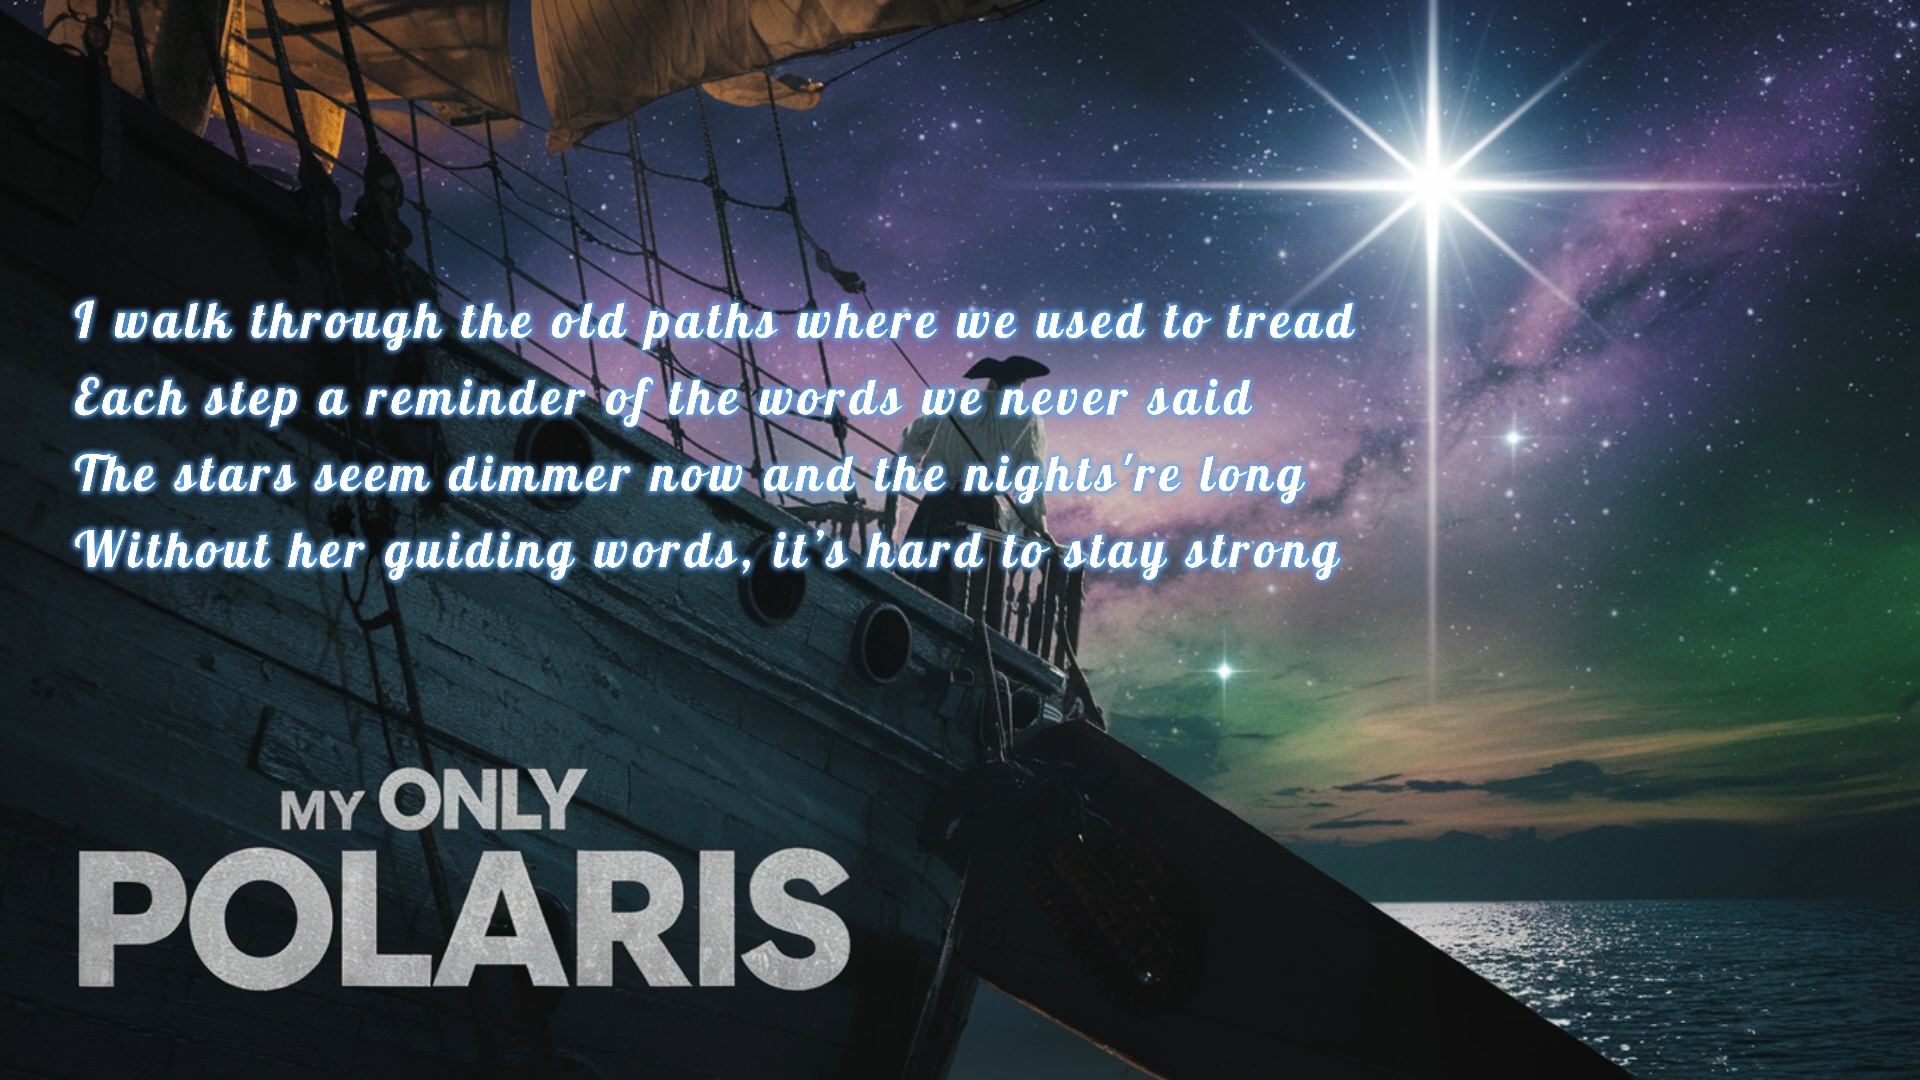 I walk through the old paths where we used to tread
Each step a reminder of the words we never said
The stars seem dimmer now and the nights're long
Without her guiding words, it’s hard to stay strong
MY ONLY
POLARIS